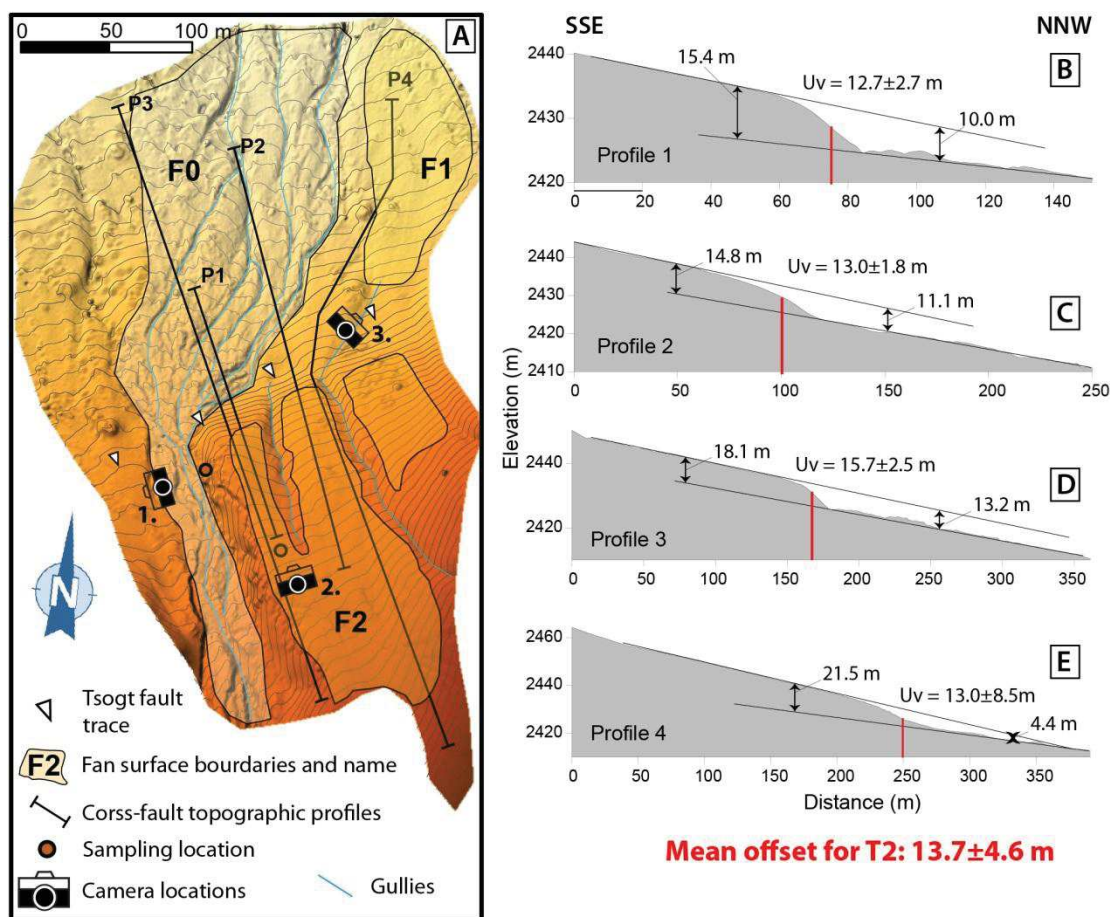 0 50 100 m
A
P3
P4
P2
F0
F1
P1
3.
1.
2.
F2
N
Tsogt fault
trace
F2 Fan surface boundaries and name
Corss-fault topographic profiles
Sampling location
Camera locations
Gullies
SSE NNW
2440
2430
2420
15.4 m
Uv = 12.7±2.7 m
10.0 m
B
Profile 1
0 20 40 60 80 100 120 140
2440
2430
2420
2410
14.8 m
Uv = 13.0±1.8 m
11.1 m
C
Profile 2
0 50 100 150 200 250
2440
2420
18.1 m
Uv = 15.7±2.5 m
13.2 m
D
Profile 3
0 50 100 150 200 250 300 350
2460
2440
2420
21.5 m
Uv = 13.0±8.5m
4.4 m
E
Profile 4
0 50 100 150 200 250 300 350
Elevation (m)
Distance (m)
Mean offset for T2: 13.7±4.6 m